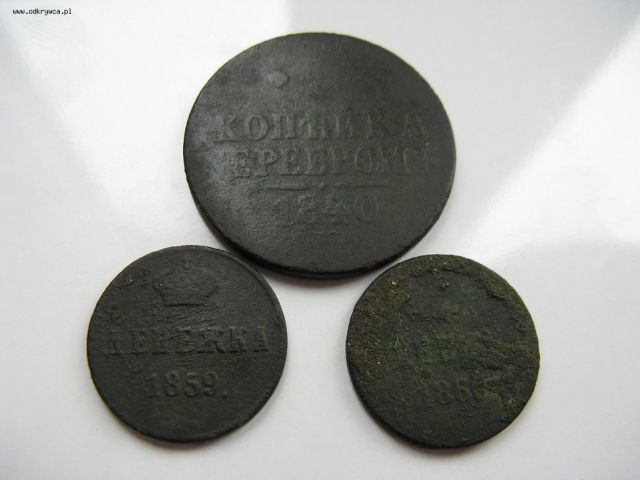 www.odkrywca.pl
КОПѢЙКА
СЕРЕБРОМЪ
1840
ДЕНЕЖКА
1859.